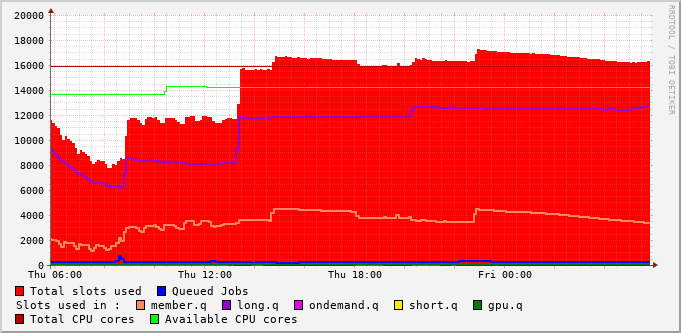 20000
18000
16000
14000
12000
10000
8000
6000
4000
2000
0
Thu 06:00 Thu 12:00 Thu 18:00 Fri 00:00
RRDTOOL / TOBI OETIKER
Total slots used Queued Jobs
Slots used in : member.q long.q ondemand.q short.q gpu.q
Total CPU cores Available CPU cores